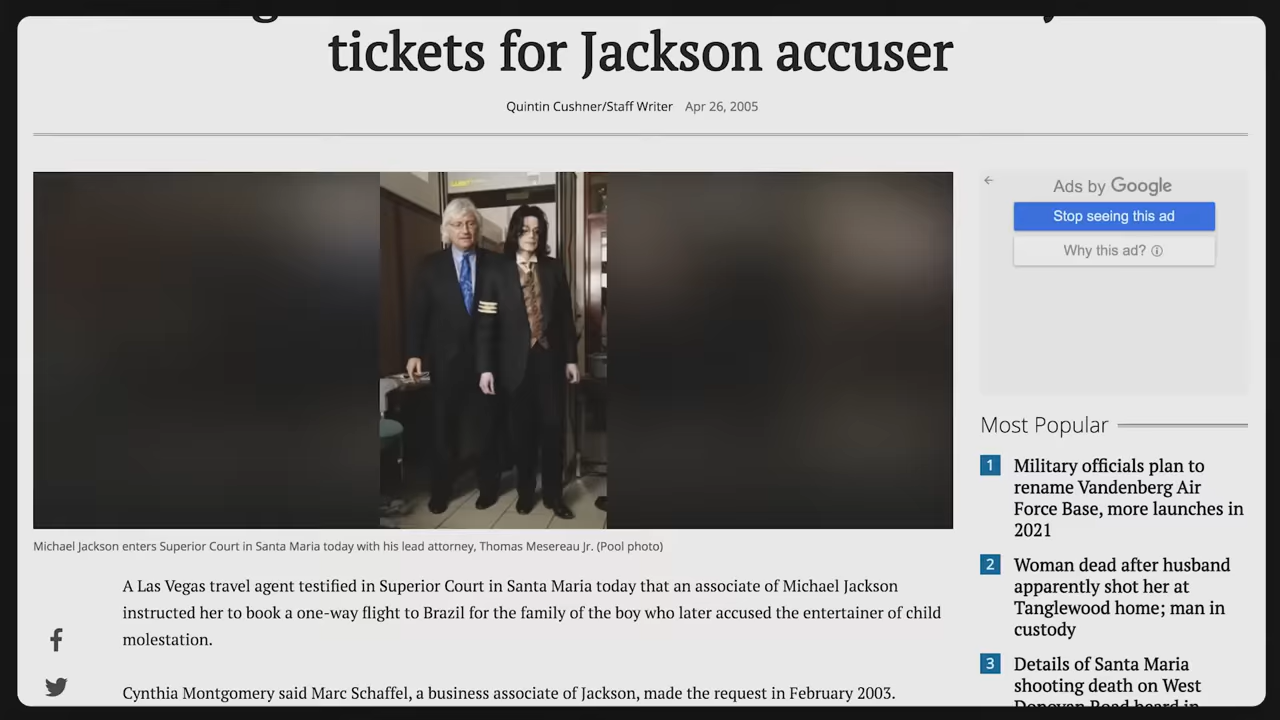 tickets for Jackson accuser
Quintin Cushner/Staff Writer Apr 26, 2005
Ads by Google
Stop seeing this ad
Why this ad?
Michael Jackson enters Superior Court in Santa Maria today with his lead attorney, Thomas Mesereau Jr. (Pool photo)
A Las Vegas travel agent testified in Superior Court in Santa Maria today that an associate of Michael Jackson
instructed her to book a one-way flight to Brazil for the family of the boy who later accused the entertainer of child
molestation.
Cynthia Montgomery said Marc Schaffel, a business associate of Jackson, made the request in February 2003.
Most Popular
1 Military officials plan to
rename Vandenberg Air
Force Base, more launches in
2021
2 Woman dead after husband
apparently shot her at
Tanglewood home; man in
custody
3 Details of Santa Maria
shooting death on West
Donovan Road heard in